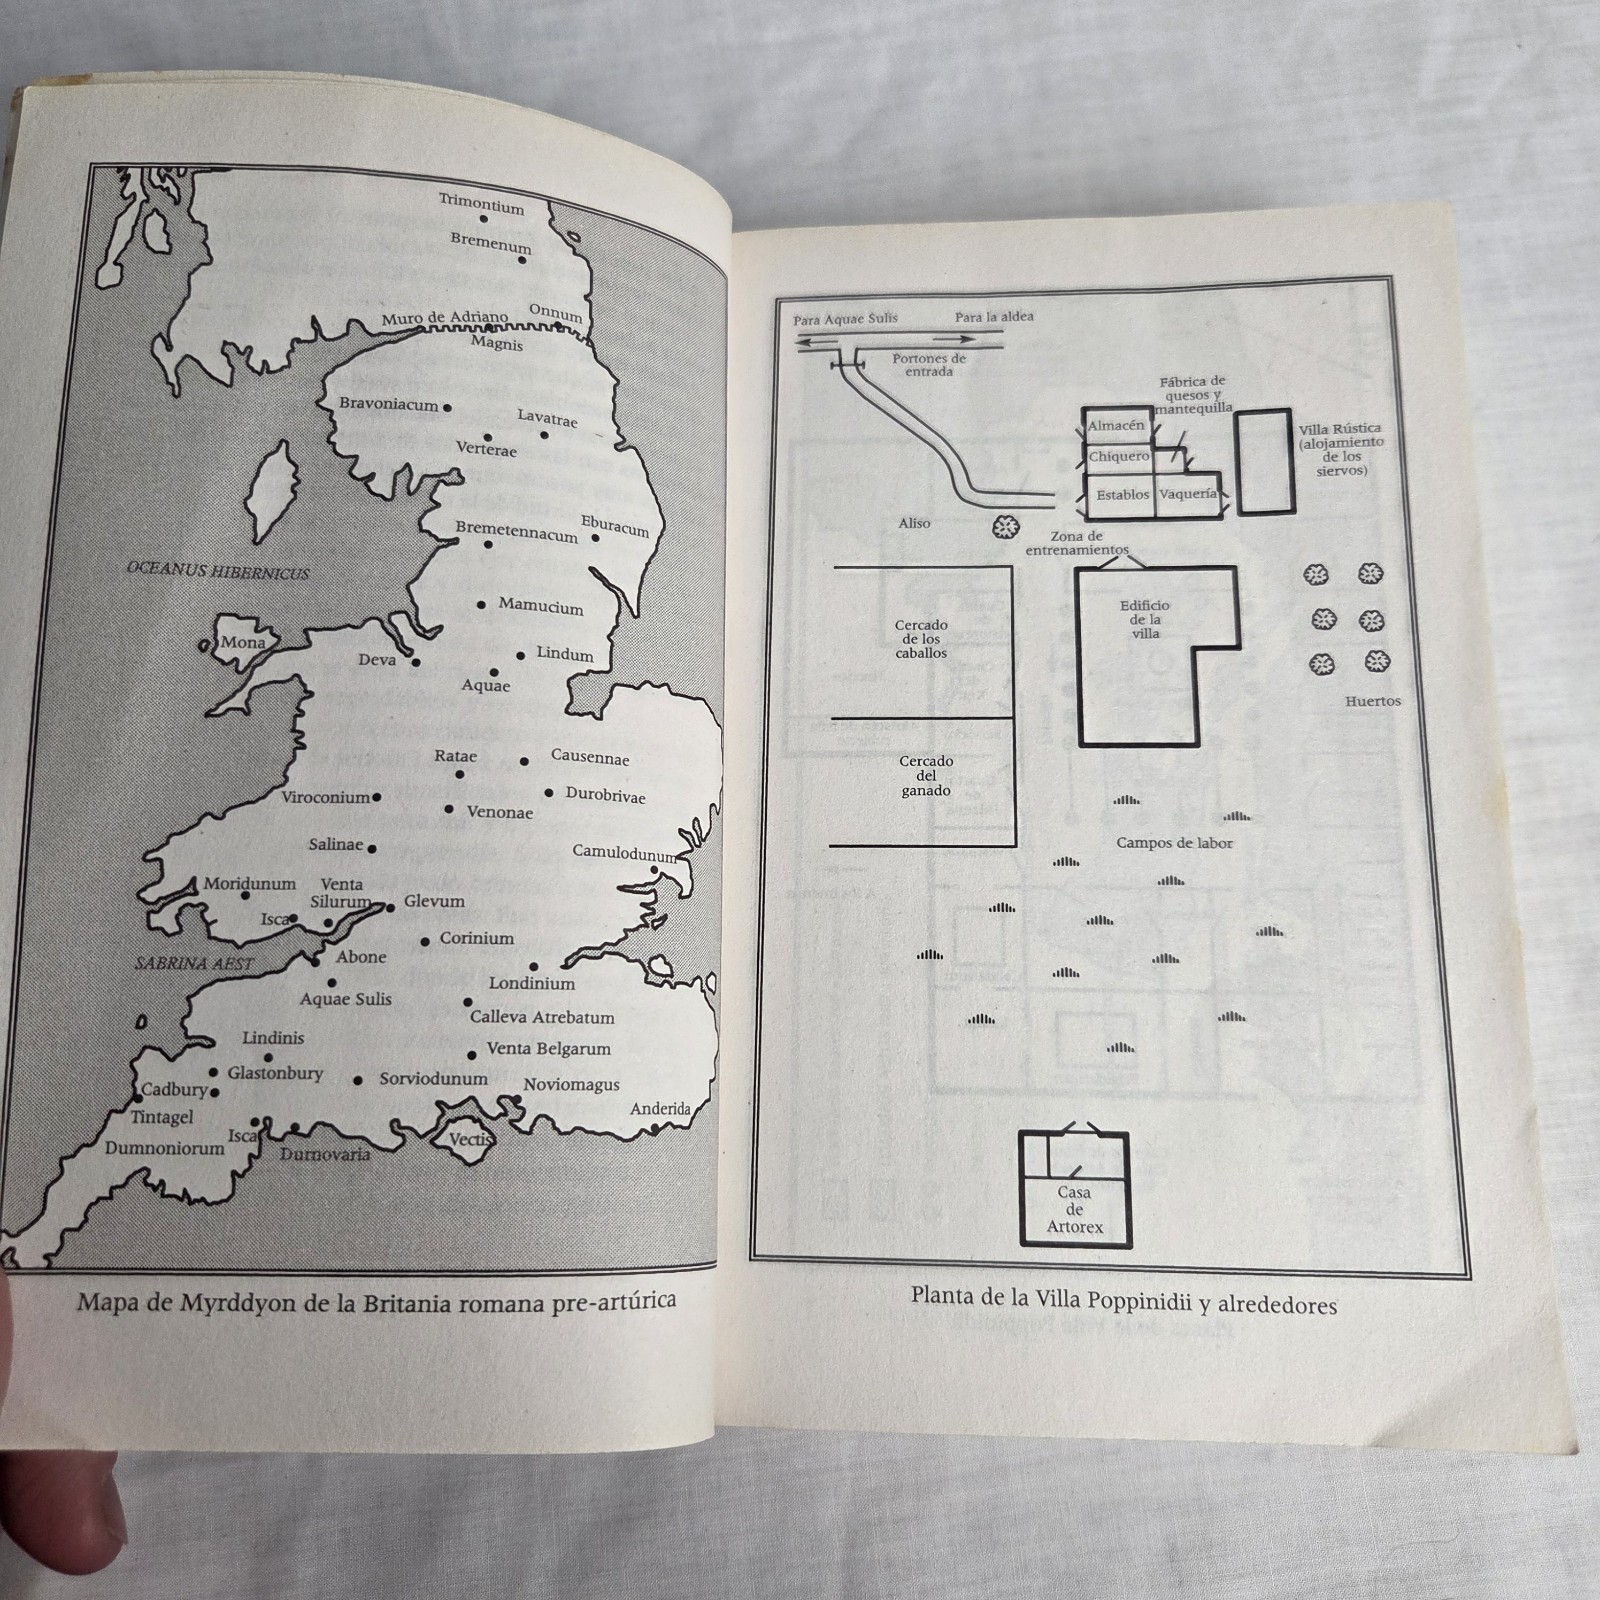 Trimontium
Bremenum
Muro de Adriano
Onnum
Magnis
Bravoniacum
Lavatrae
Verterae
Bremetennacum
Eburacum
OCEANUS HIBERNICUS
Mamucium
Mona
Deva
Lindum
Aquae
Ratae
Causennae
Viroconium
Durobrivae
Venonae
Salinae
Camulodunum
Moridunum
Venta
Silurum
Isca
Glevum
Corinium
SABRINA AEST
Abone
Londinium
Aquae Sulis
Calleva Atrebatum
Lindinis
Venta Belgarum
Glastonbury
Sorviodunum
Noviomagus
Cadbury
Tintagel
Anderida
Isca
Dumnoniorum
Durnovaria
Vectis
Mapa de Myrddyon de la Britania romana pre-artúrica
Para Aquae Sulis
Para la aldea
Portones de
entrada
Fábrica de
quesos y
mantequilla
Almacén
Chiquero
Establos
Vaquería
Villa Rústica
(alojamiento
de los
siervos)
Aliso
Zona de
entrenamientos
Edificio
de la
villa
Cercado
de los
caballos
Huertos
Cercado
del
ganado
Campos de labor
Casa
de
Artorex
Planta de la Villa Poppinidii y alrededores